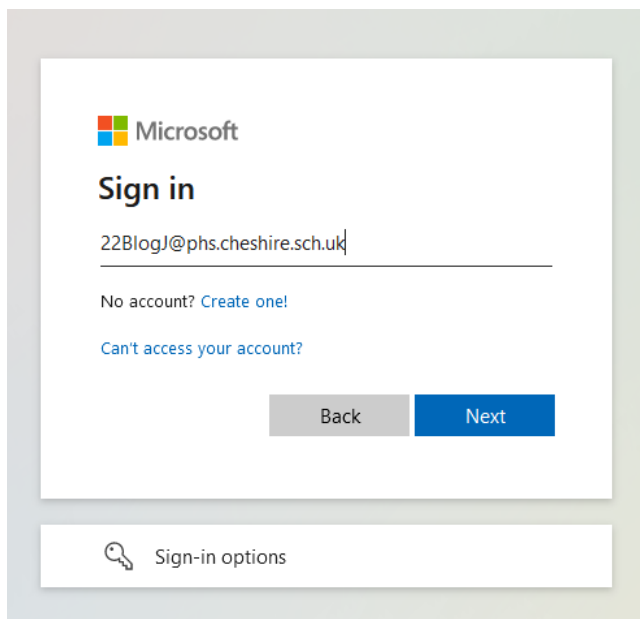 Microsoft
Sign in
22BlogJ@phs.cheshire.sch.uk
No account? Create one!
Can't access your account?
Back Next
Sign-in options